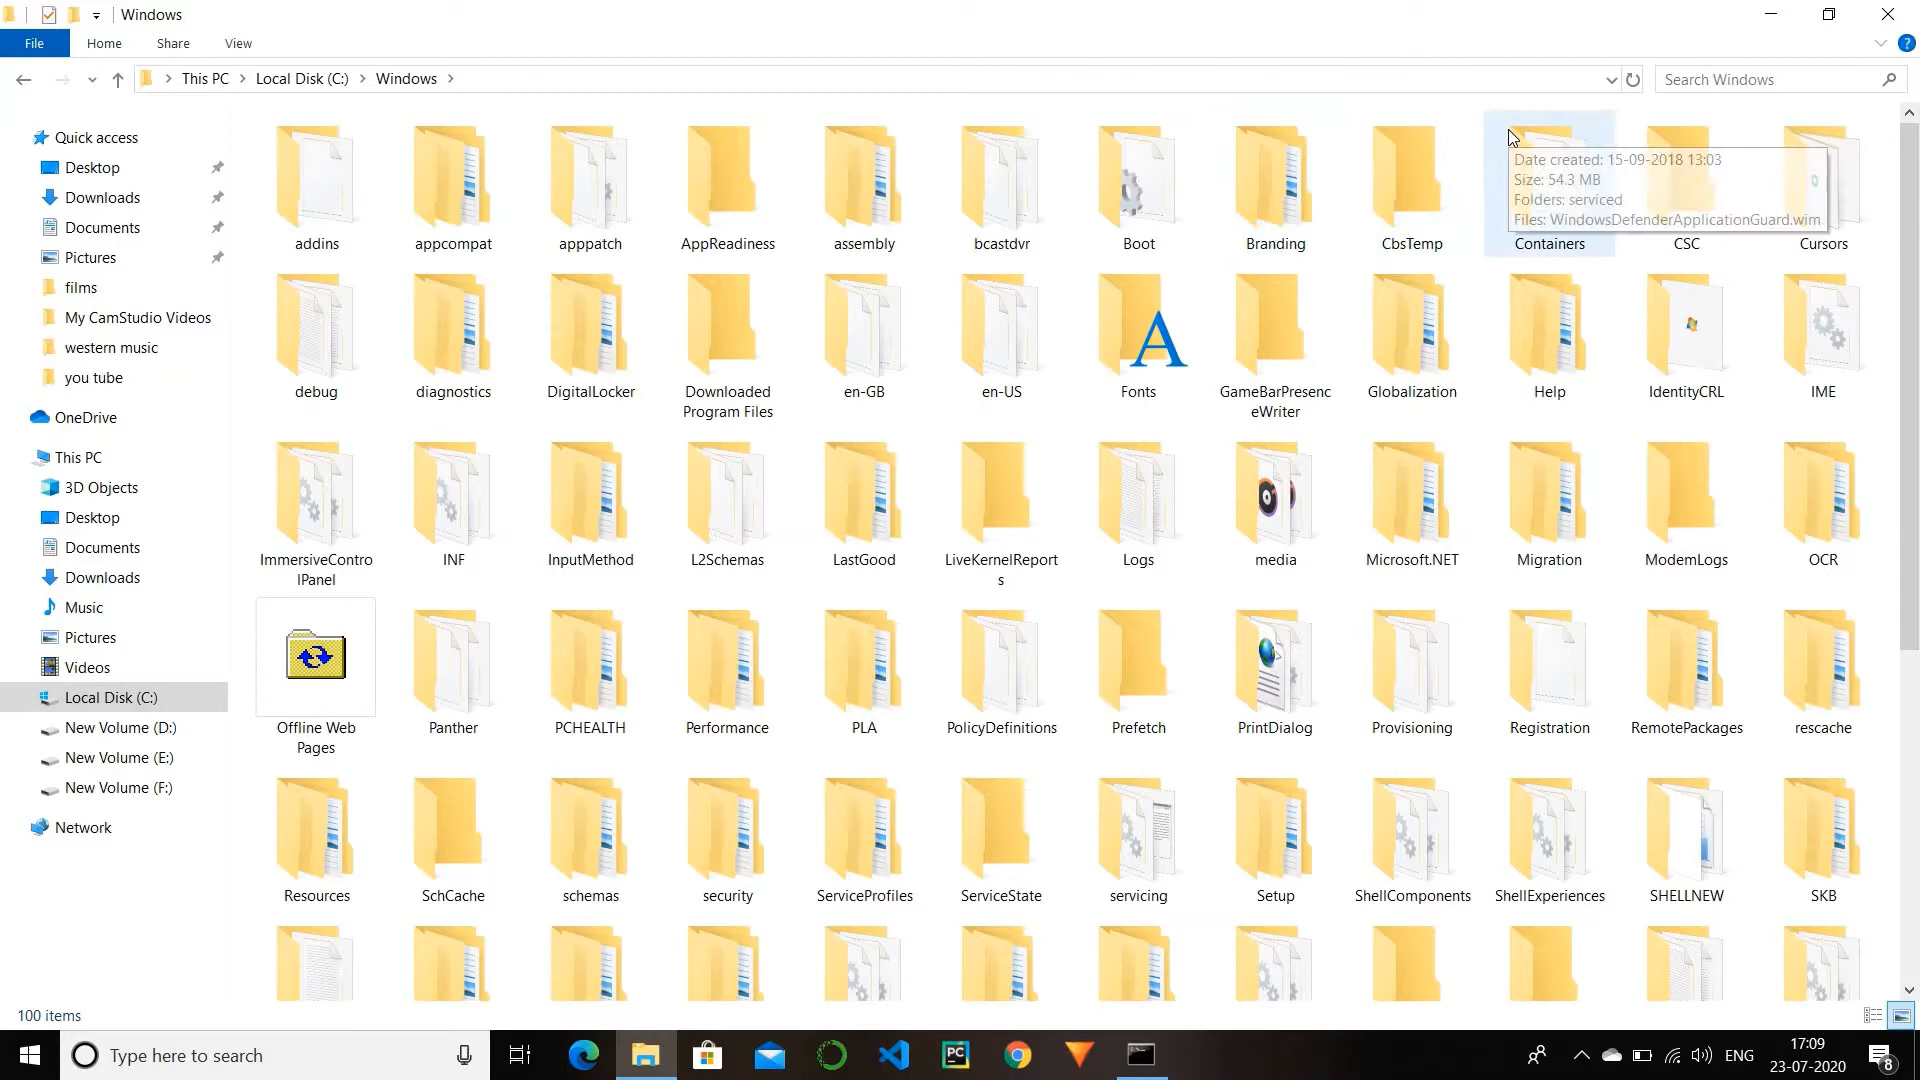 Windows
File Home Share View
This PC Local Disk (C:) Windows
Search Windows
Quick access
Desktop
Downloads
Documents
Pictures
films
My CamStudio Videos
western music
you tube
OneDrive
This PC
3D Objects
Desktop
Documents
Downloads
Music
Pictures
Videos
Local Disk (C:)
New Volume (D:)
New Volume (E:)
New Volume (F:)
Network
Date created: 15-09-2018 13:03
Size: 54.3 MB
Folders: serviced
Files: WindowsDefenderApplicationGuard.wim
addins appcompat apppatch AppReadiness assembly bcastdvr Boot Branding CbsTemp Containers CSC Cursors
A
debug diagnostics DigitalLocker Downloaded en-GB en-US Fonts GameBarPresenc Globalization Help IdentityCRL IME
Program Files eWriter
ImmersiveContro INF InputMethod L2Schemas LastGood LiveKernelReport Logs media Microsoft.NET Migration ModemLogs OCR
lPanel s
Offline Web Panther PCHEALTH Performance PLA PolicyDefinitions Prefetch PrintDialog Provisioning Registration RemotePackages rescache
Pages
Resources SchCache schemas security ServiceProfiles ServiceState servicing Setup ShellComponents ShellExperiences SHELLNEW SKB
100 items
Type here to search
PC
ENG
17:09
23-07-2020
8